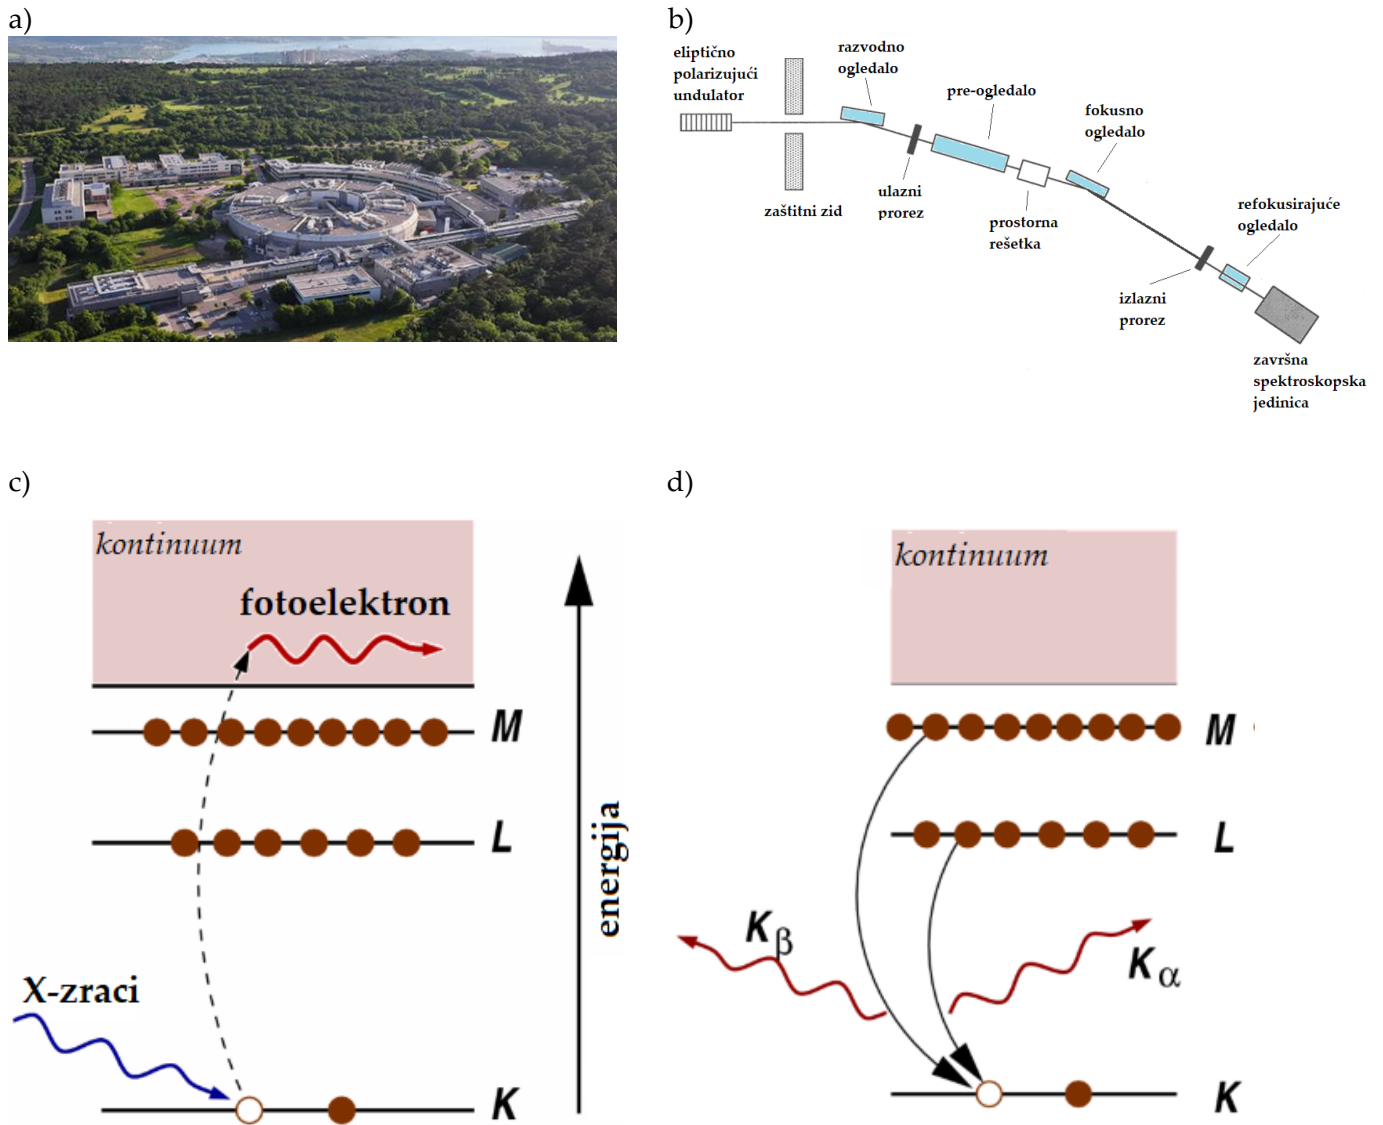 a)
b)
eliptično
polarizujući
undulator
razvodno
ogledalo
pre-ogledalo
fokusno
ogledalo
zaštitni zid
ulazni
prorez
prostorna
rešetka
refokusirajuće
ogledalo
izlazni
prorez
završna
spektroskopska
jedinica
c)
kontinuum
fotoelektron
M
L
energija
X-zraci
K
d)
kontinuum
M
L
Kβ
Kα
K